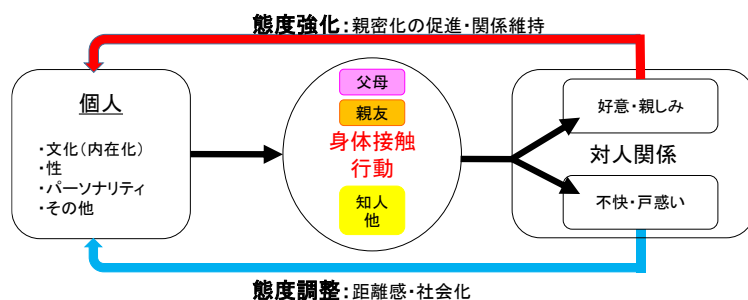 態度強化：親密化の促進・関係維持
個人
・文化（内在化）
・性
・パーソナリティ
・その他
父母
親友
身体接触
行動
知人
他
好意・親しみ
対人関係
不快・戸惑い
態度調整：距離感・社会化